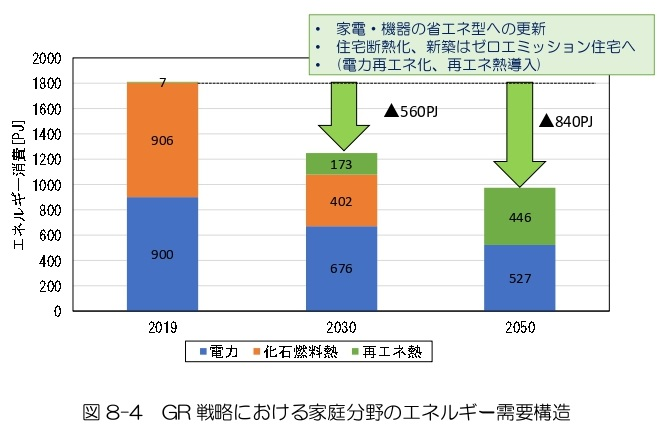 • 家電・機器の省エネ型への更新
• 住宅断熱化、新築はゼロエミッション住宅へ
• (電力再エネ化、再エネ熱導入)
エネルギー消費[PJ]
2000
1800
1600
1400
1200
1000
800
600
400
200
0
7
906
900
▲560PJ
173
402
676
▲840PJ
446
527
2019 2030 2050
電力 化石燃料熱 再エネ熱
図 8-4 GR 戦略における家庭分野のエネルギー需要構造